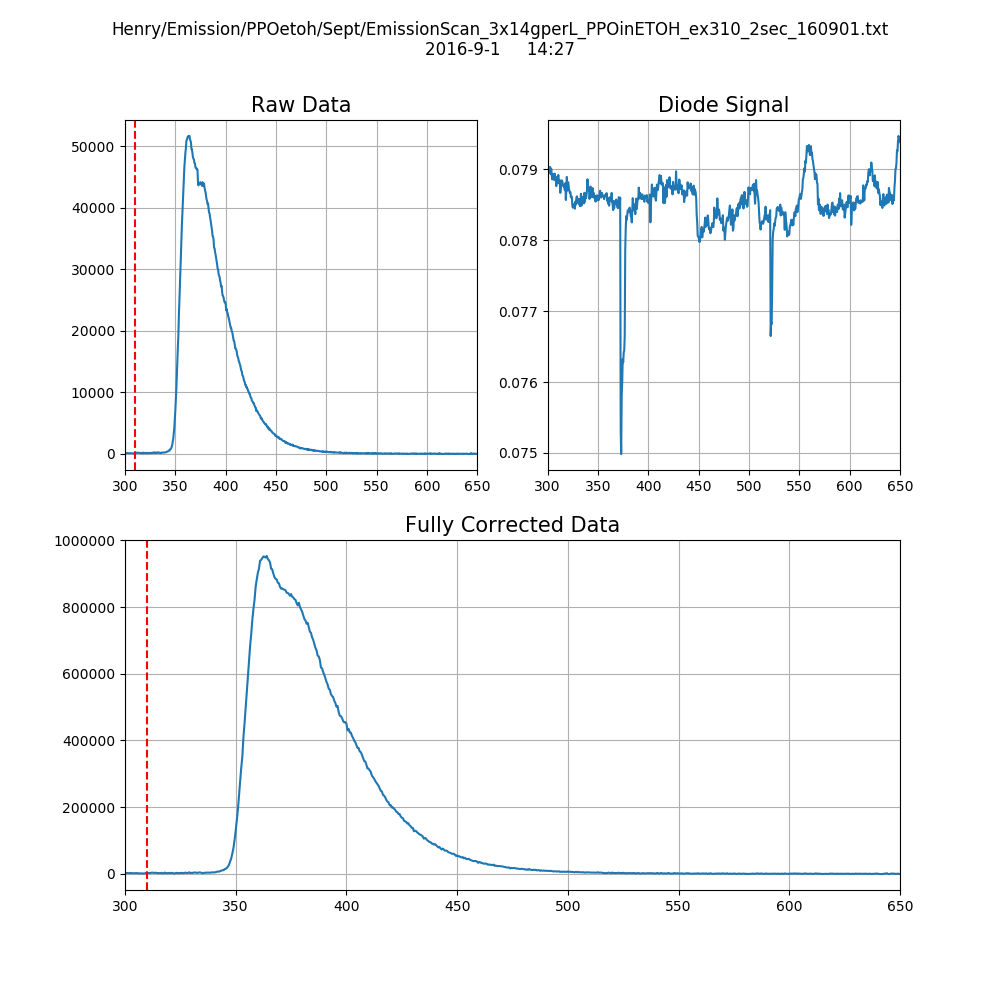 Henry/Emission/PPOetoh/Sept/EmissionScan_3x14gperL_PPOinETOH_ex310_2sec_160901.txt
2016-9-1 14:27
Raw Data
50000
40000
30000
20000
10000
0
300 350 400 450 500 550 600 650
Diode Signal
0.079
0.078
0.077
0.076
0.075
300 350 400 450 500 550 600 650
Fully Corrected Data
1000000
800000
600000
400000
200000
0
300 350 400 450 500 550 600 650